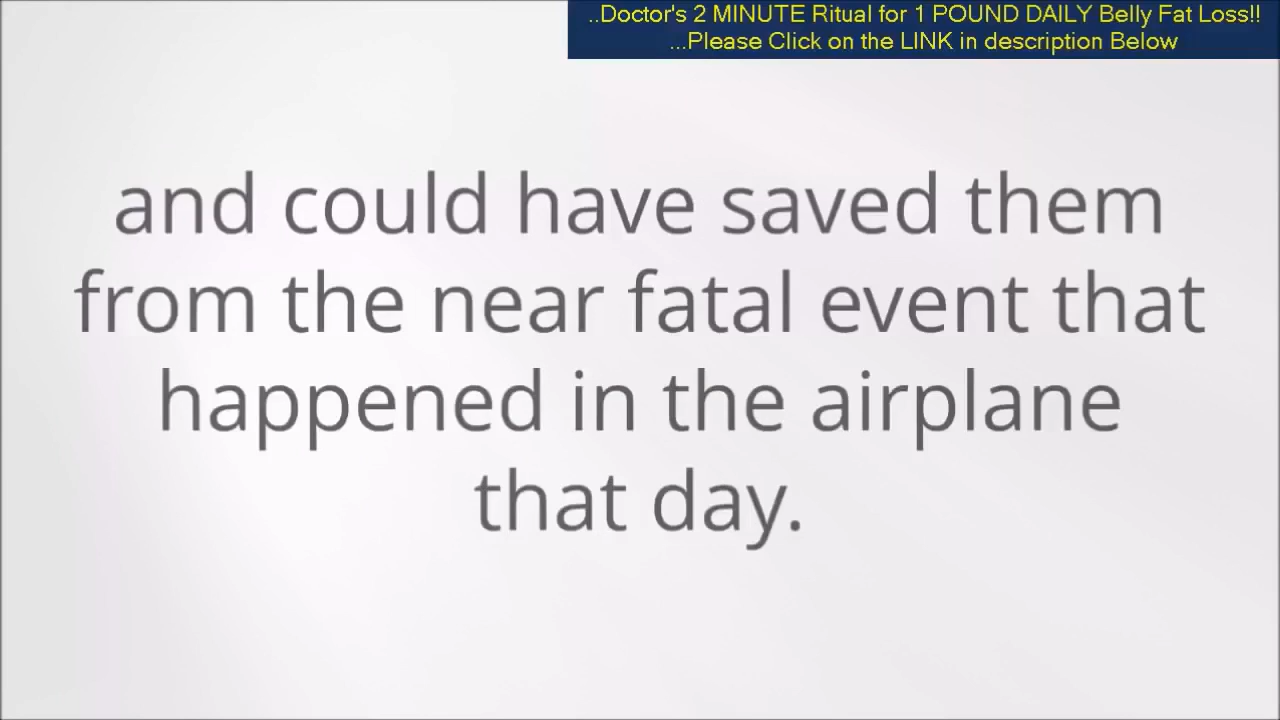 ..Doctor's 2 MINUTE Ritual for 1 POUND DAILY Belly Fat Loss!!
...Please Click on the LINK in description Below
and could have saved them
from the near fatal event that
happened in the airplane
that day.